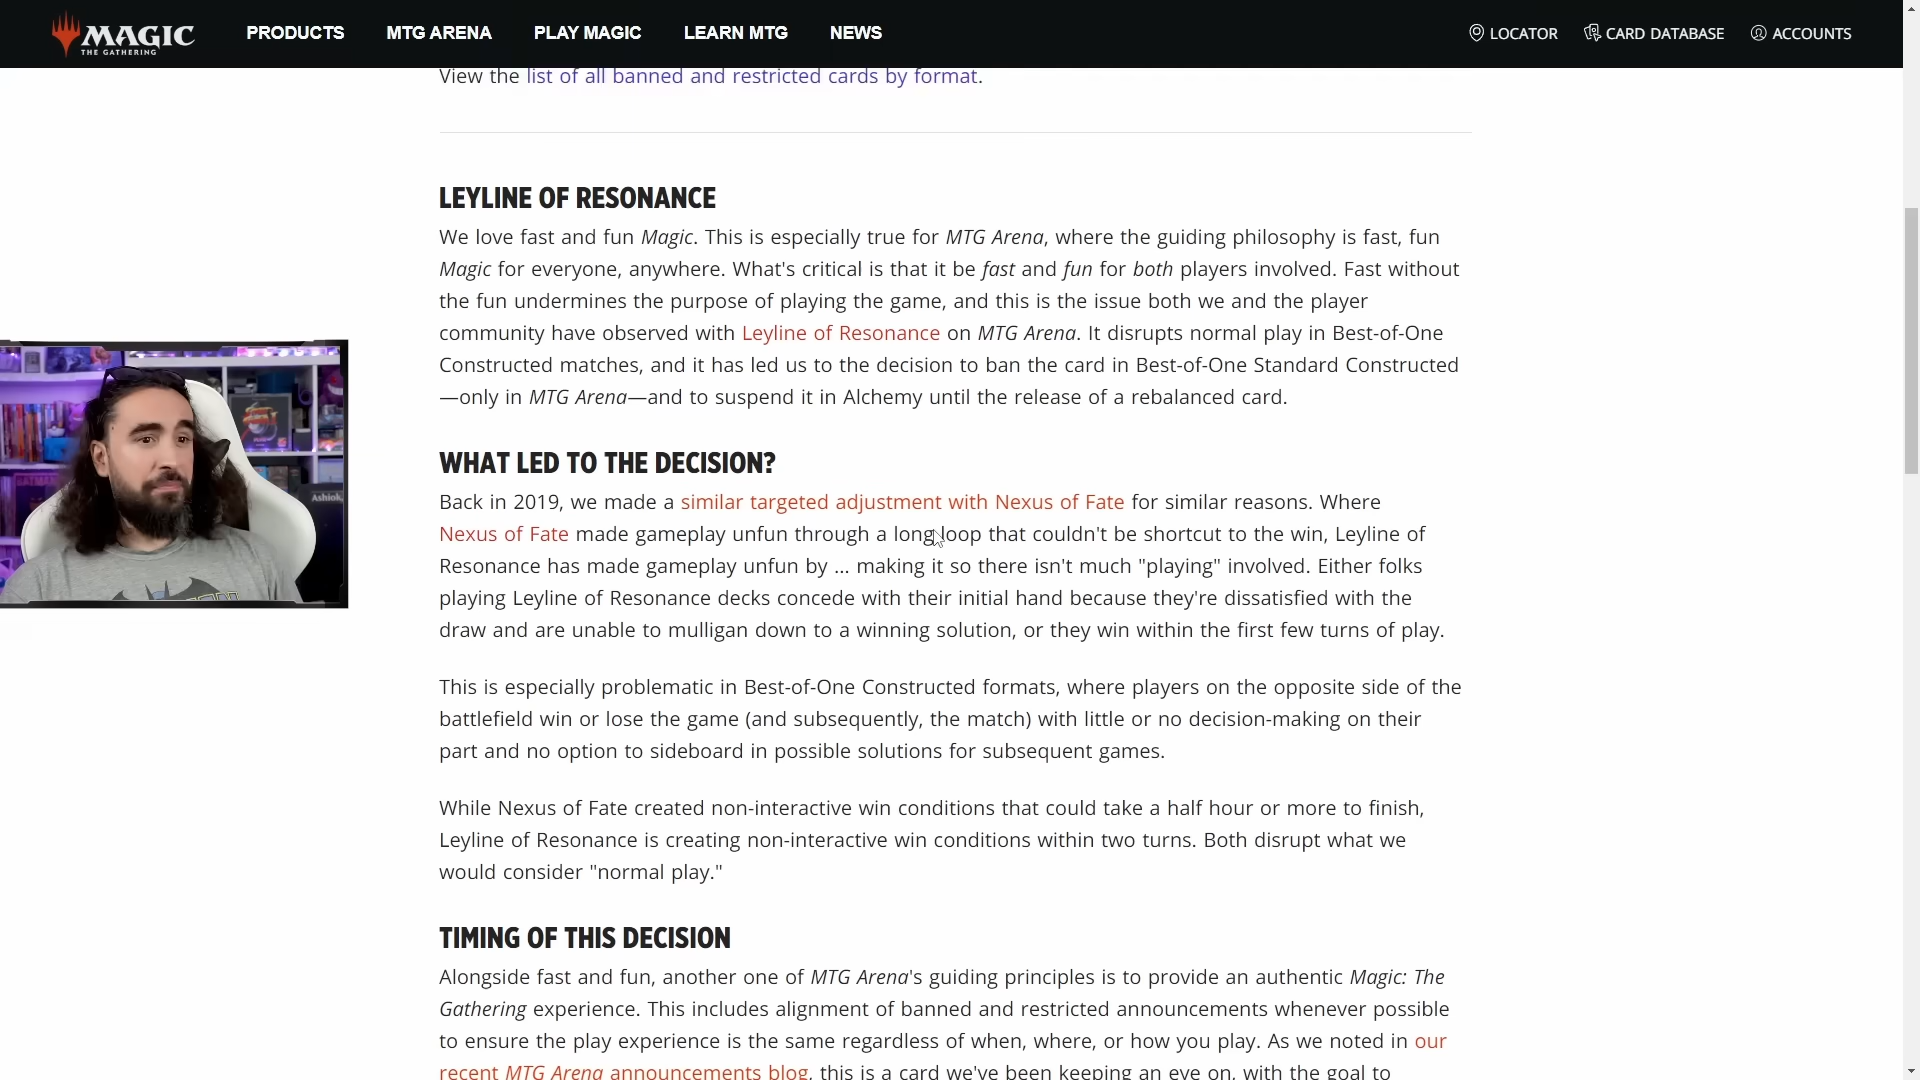 MAGIC
THE GATHERING
PRODUCTS MTG ARENA PLAY MAGIC LEARN MTG NEWS
LOCATOR CARD DATABASE ACCOUNTS
View the list of all banned and restricted cards by format.
LEYLINE OF RESONANCE
We love fast and fun Magic. This is especially true for MTG Arena, where the guiding philosophy is fast, fun
Magic for everyone, anywhere. What's critical is that it be fast and fun for both players involved. Fast without
the fun undermines the purpose of playing the game, and this is the issue both we and the player
community have observed with Leyline of Resonance on MTG Arena. It disrupts normal play in Best-of-One
Constructed matches, and it has led us to the decision to ban the card in Best-of-One Standard Constructed
—only in MTG Arena—and to suspend it in Alchemy until the release of a rebalanced card.
WHAT LED TO THE DECISION?
Back in 2019, we made a similar targeted adjustment with Nexus of Fate for similar reasons. Where
Nexus of Fate made gameplay unfun through a long loop that couldn't be shortcut to the win, Leyline of
Resonance has made gameplay unfun by … making it so there isn't much "playing" involved. Either folks
playing Leyline of Resonance decks concede with their initial hand because they're dissatisfied with the
draw and are unable to mulligan down to a winning solution, or they win within the first few turns of play.
This is especially problematic in Best-of-One Constructed formats, where players on the opposite side of the
battlefield win or lose the game (and subsequently, the match) with little or no decision-making on their
part and no option to sideboard in possible solutions for subsequent games.
While Nexus of Fate created non-interactive win conditions that could take a half hour or more to finish,
Leyline of Resonance is creating non-interactive win conditions within two turns. Both disrupt what we
would consider "normal play."
TIMING OF THIS DECISION
Alongside fast and fun, another one of MTG Arena's guiding principles is to provide an authentic Magic: The
Gathering experience. This includes alignment of banned and restricted announcements whenever possible
to ensure the play experience is the same regardless of when, where, or how you play. As we noted in our
recent MTG Arena announcements blog, this is a card we've been keeping an eye on, with the goal to
Ashiok